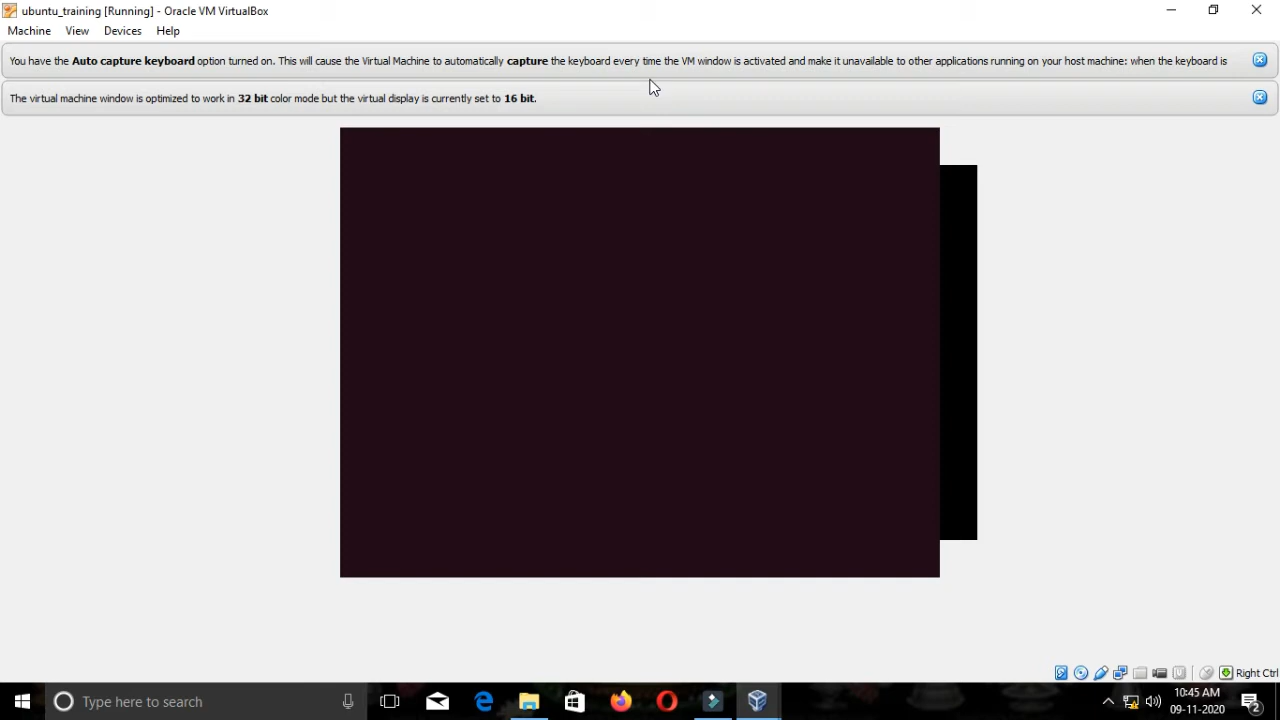 ubuntu_training [Running] - Oracle VM VirtualBox
Machine View Devices Help
You have the Auto capture keyboard option turned on. This will cause the Virtual Machine to automatically capture the keyboard every time the VM window is activated and make it unavailable to other applications running on your host machine: when the keyboard is
The virtual machine window is optimized to work in 32 bit color mode but the virtual display is currently set to 16 bit.
Right Ctrl
Type here to search
10:45 AM
09-11-2020
2